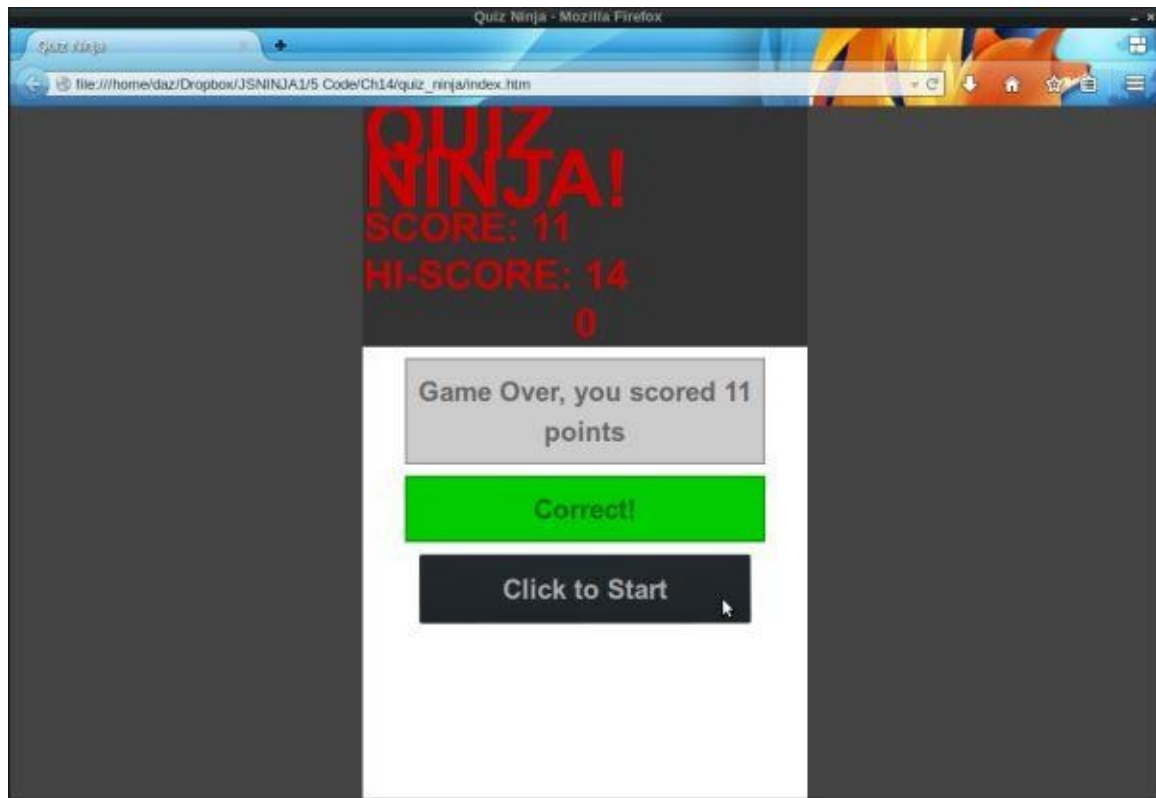 Quiz Ninja - Mozilla Firefox
Quiz Ninja
file:///home/daz/Dropbox/JSNINJA1/5 Code/Ch14/quiz_ninja/index.htm
QUIZ
NINJA!
SCORE: 11
HI-SCORE: 14
0
Game Over, you scored 11
points
Correct!
Click to Start